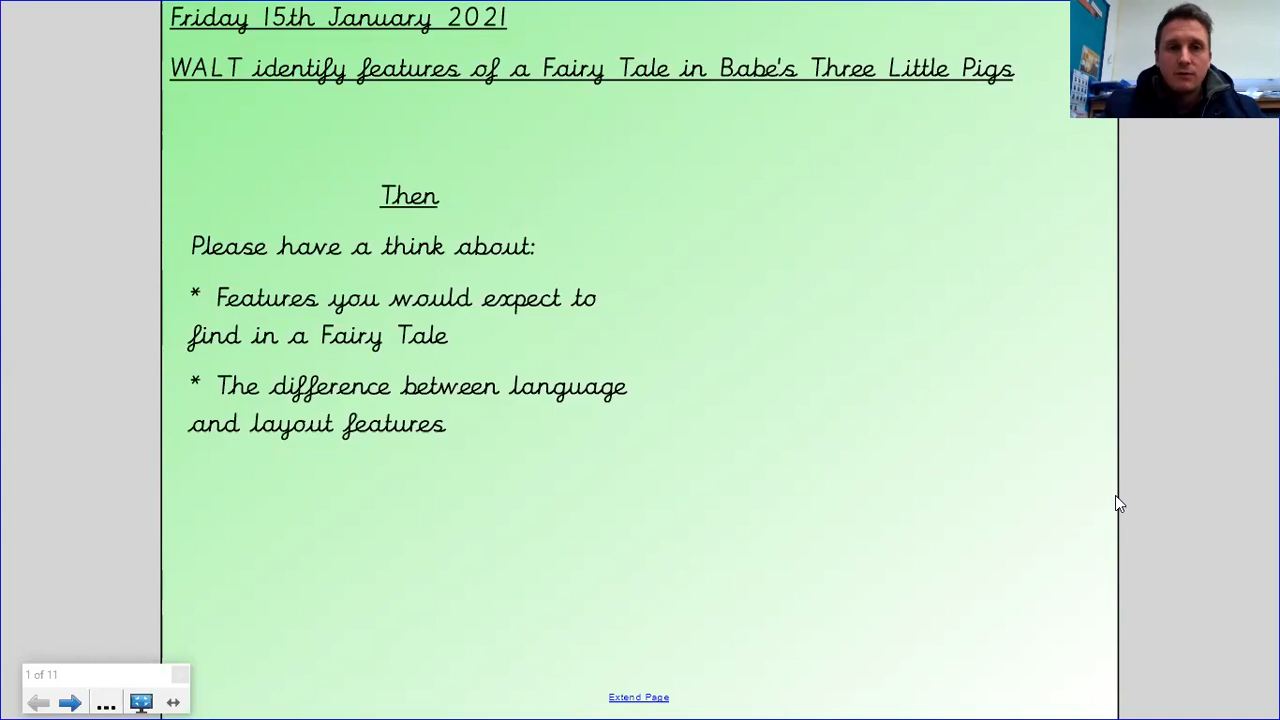 Friday 15th January 2021
WALT identify features of a Fairy Tale in Babe's Three Little Pigs
Then
Please have a think about:
* Features you would expect to
find in a Fairy Tale
* The difference between language
and layout features
1 of 11
Extend Page